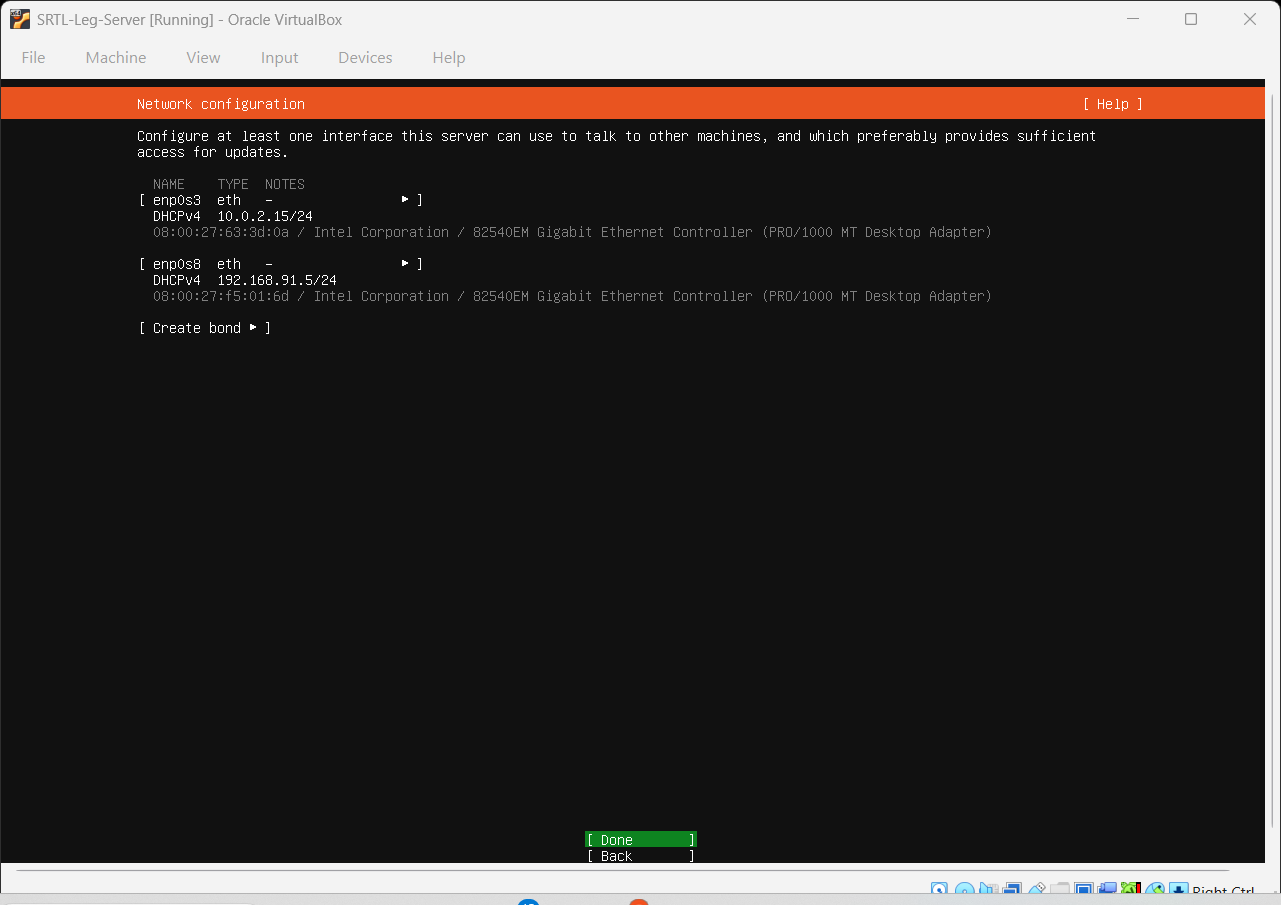 SRTL-Leg-Server [Running] - Oracle VirtualBox
File Machine View Input Devices Help
Network configuration [ Help ]
Configure at least one interface this server can use to talk to other machines, and which preferably provides sufficient
access for updates.
NAME TYPE NOTES
[ enp0s3 eth - ▸ ]
DHCPv4 10.0.2.15/24
08:00:27:63:3d:0a / Intel Corporation / 82540EM Gigabit Ethernet Controller (PRO/1000 MT Desktop Adapter)
[ enp0s8 eth - ▸ ]
DHCPv4 192.168.91.5/24
08:00:27:f5:01:6d / Intel Corporation / 82540EM Gigabit Ethernet Controller (PRO/1000 MT Desktop Adapter)
[ Create bond ▸ ]
[ Done ]
[ Back ]
Right Ctrl